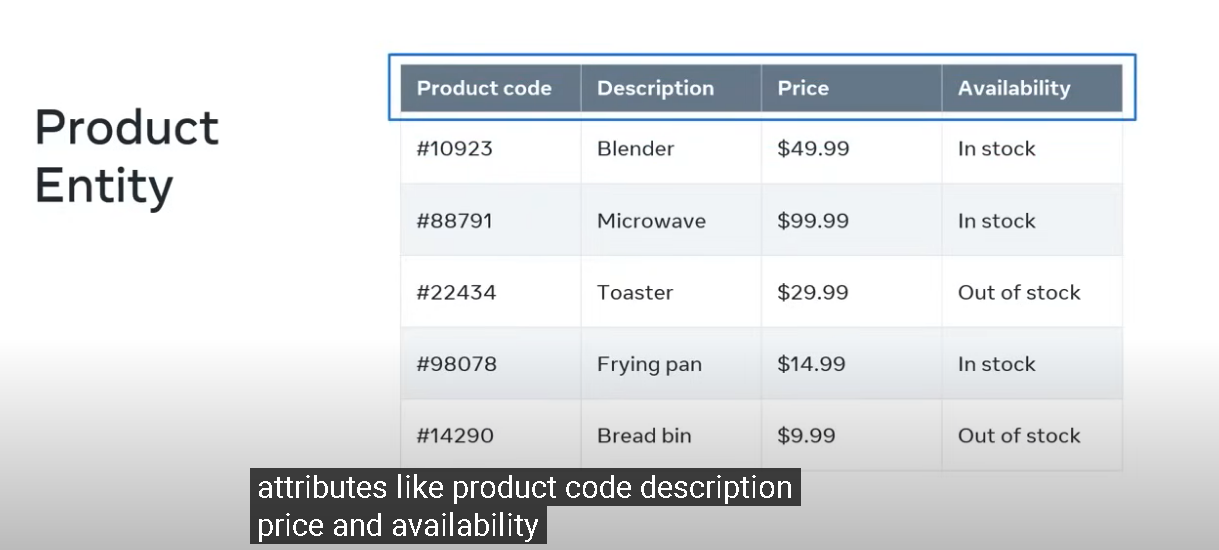 Product
Entity
Product code Description Price Availability
#10923 Blender $49.99 In stock
#88791 Microwave $99.99 In stock
#22434 Toaster $29.99 Out of stock
#98078 Frying pan $14.99 In stock
#14290 Bread bin $9.99 Out of stock
attributes like product code description
price and availability